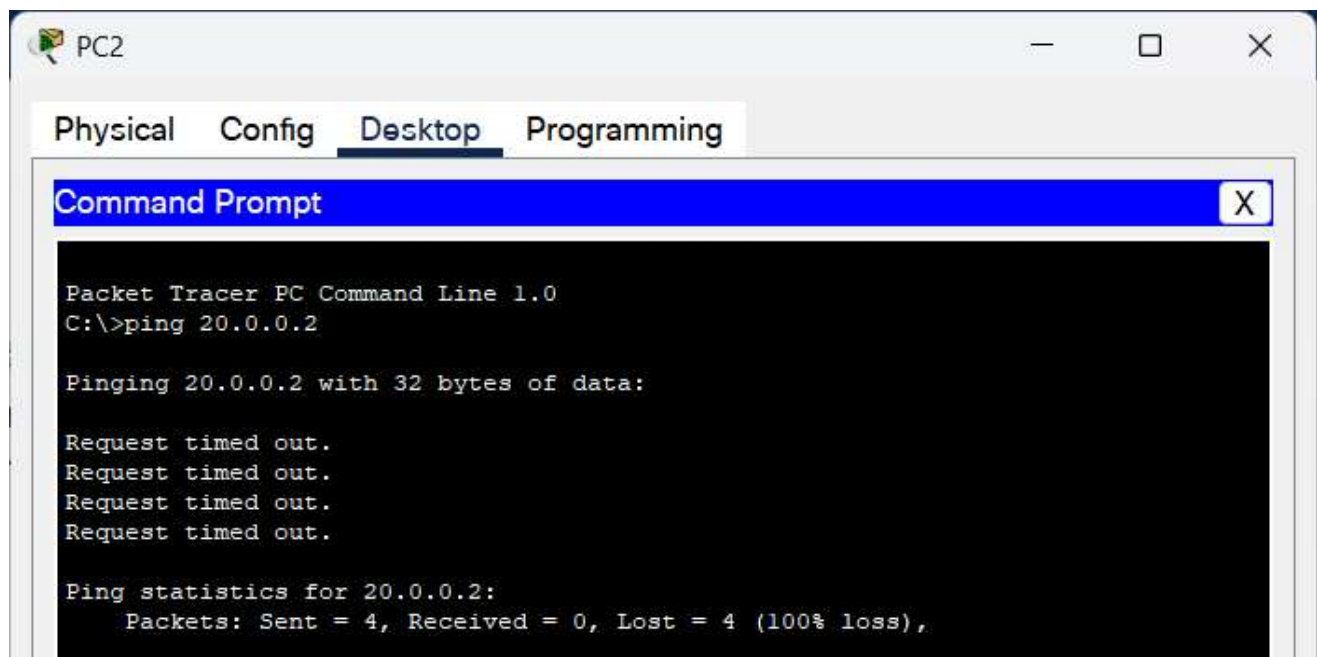 PC2
Physical Config Desktop Programming
Command Prompt X
Packet Tracer PC Command Line 1.0
C:\>ping 20.0.0.2
Pinging 20.0.0.2 with 32 bytes of data:
Request timed out.
Request timed out.
Request timed out.
Request timed out.
Ping statistics for 20.0.0.2:
Packets: Sent = 4, Received = 0, Lost = 4 (100% loss),